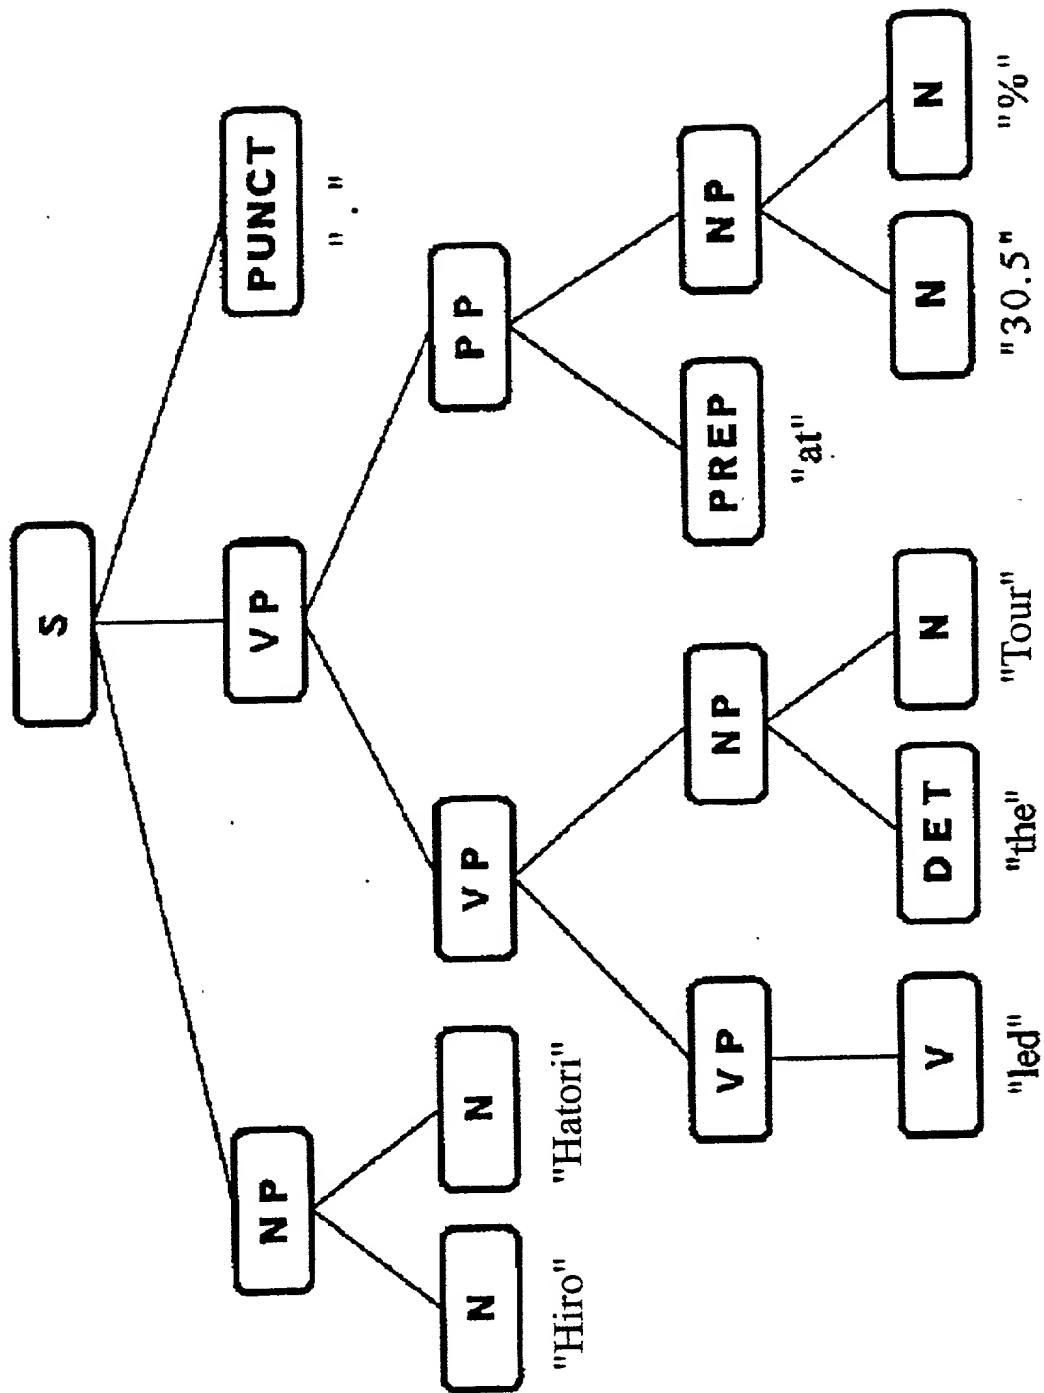 S
NP VP PUNCT
"."
N N VP PP
"Hiro" "Hatori"
VP NP PREP NP
"at"
V DET N N N
"led" "the" "Tour" "30.5" "%"